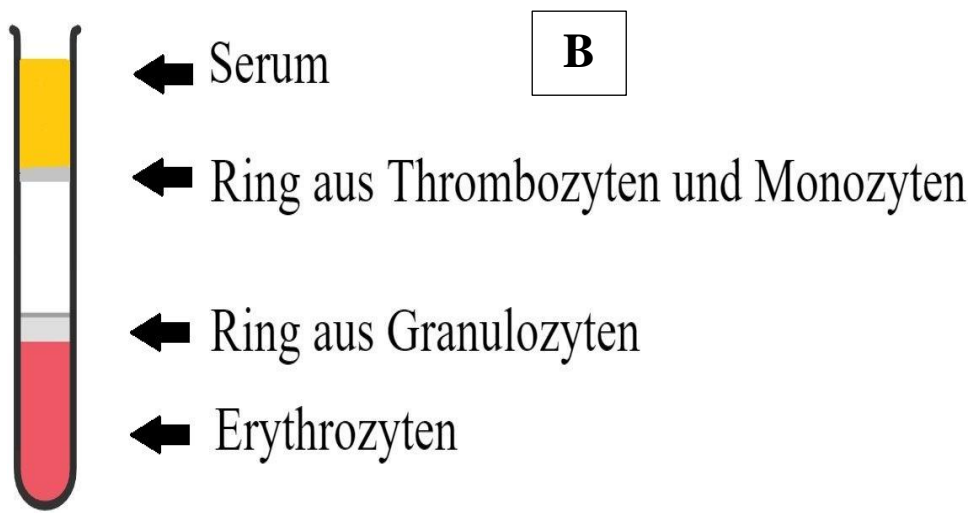 Serum
B
Ring aus Thrombozyten und Monozyten
Ring aus Granulozyten
Erythrozyten